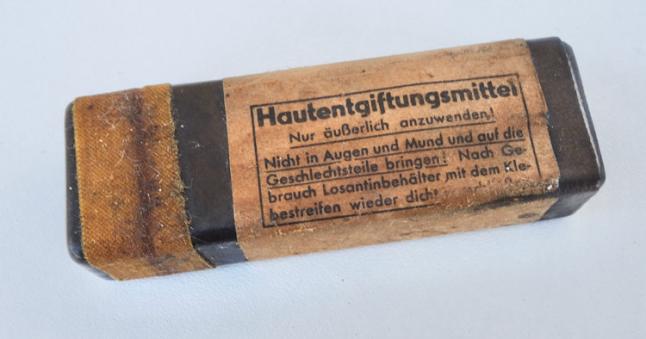 Hautentgiftungsmittel
Nur äußerlich anzuwenden!
Nicht in Augen und Mund und auf die
Geschlechtsteile bringen! Nach Ge-
brauch Losantinbehälter mit dem Kle-
bestreifen wieder dicht